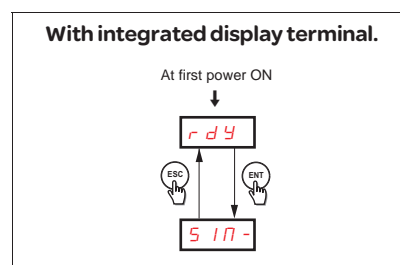 With integrated display terminal.
At first power ON
rdY
ESC
ENT
SIM-